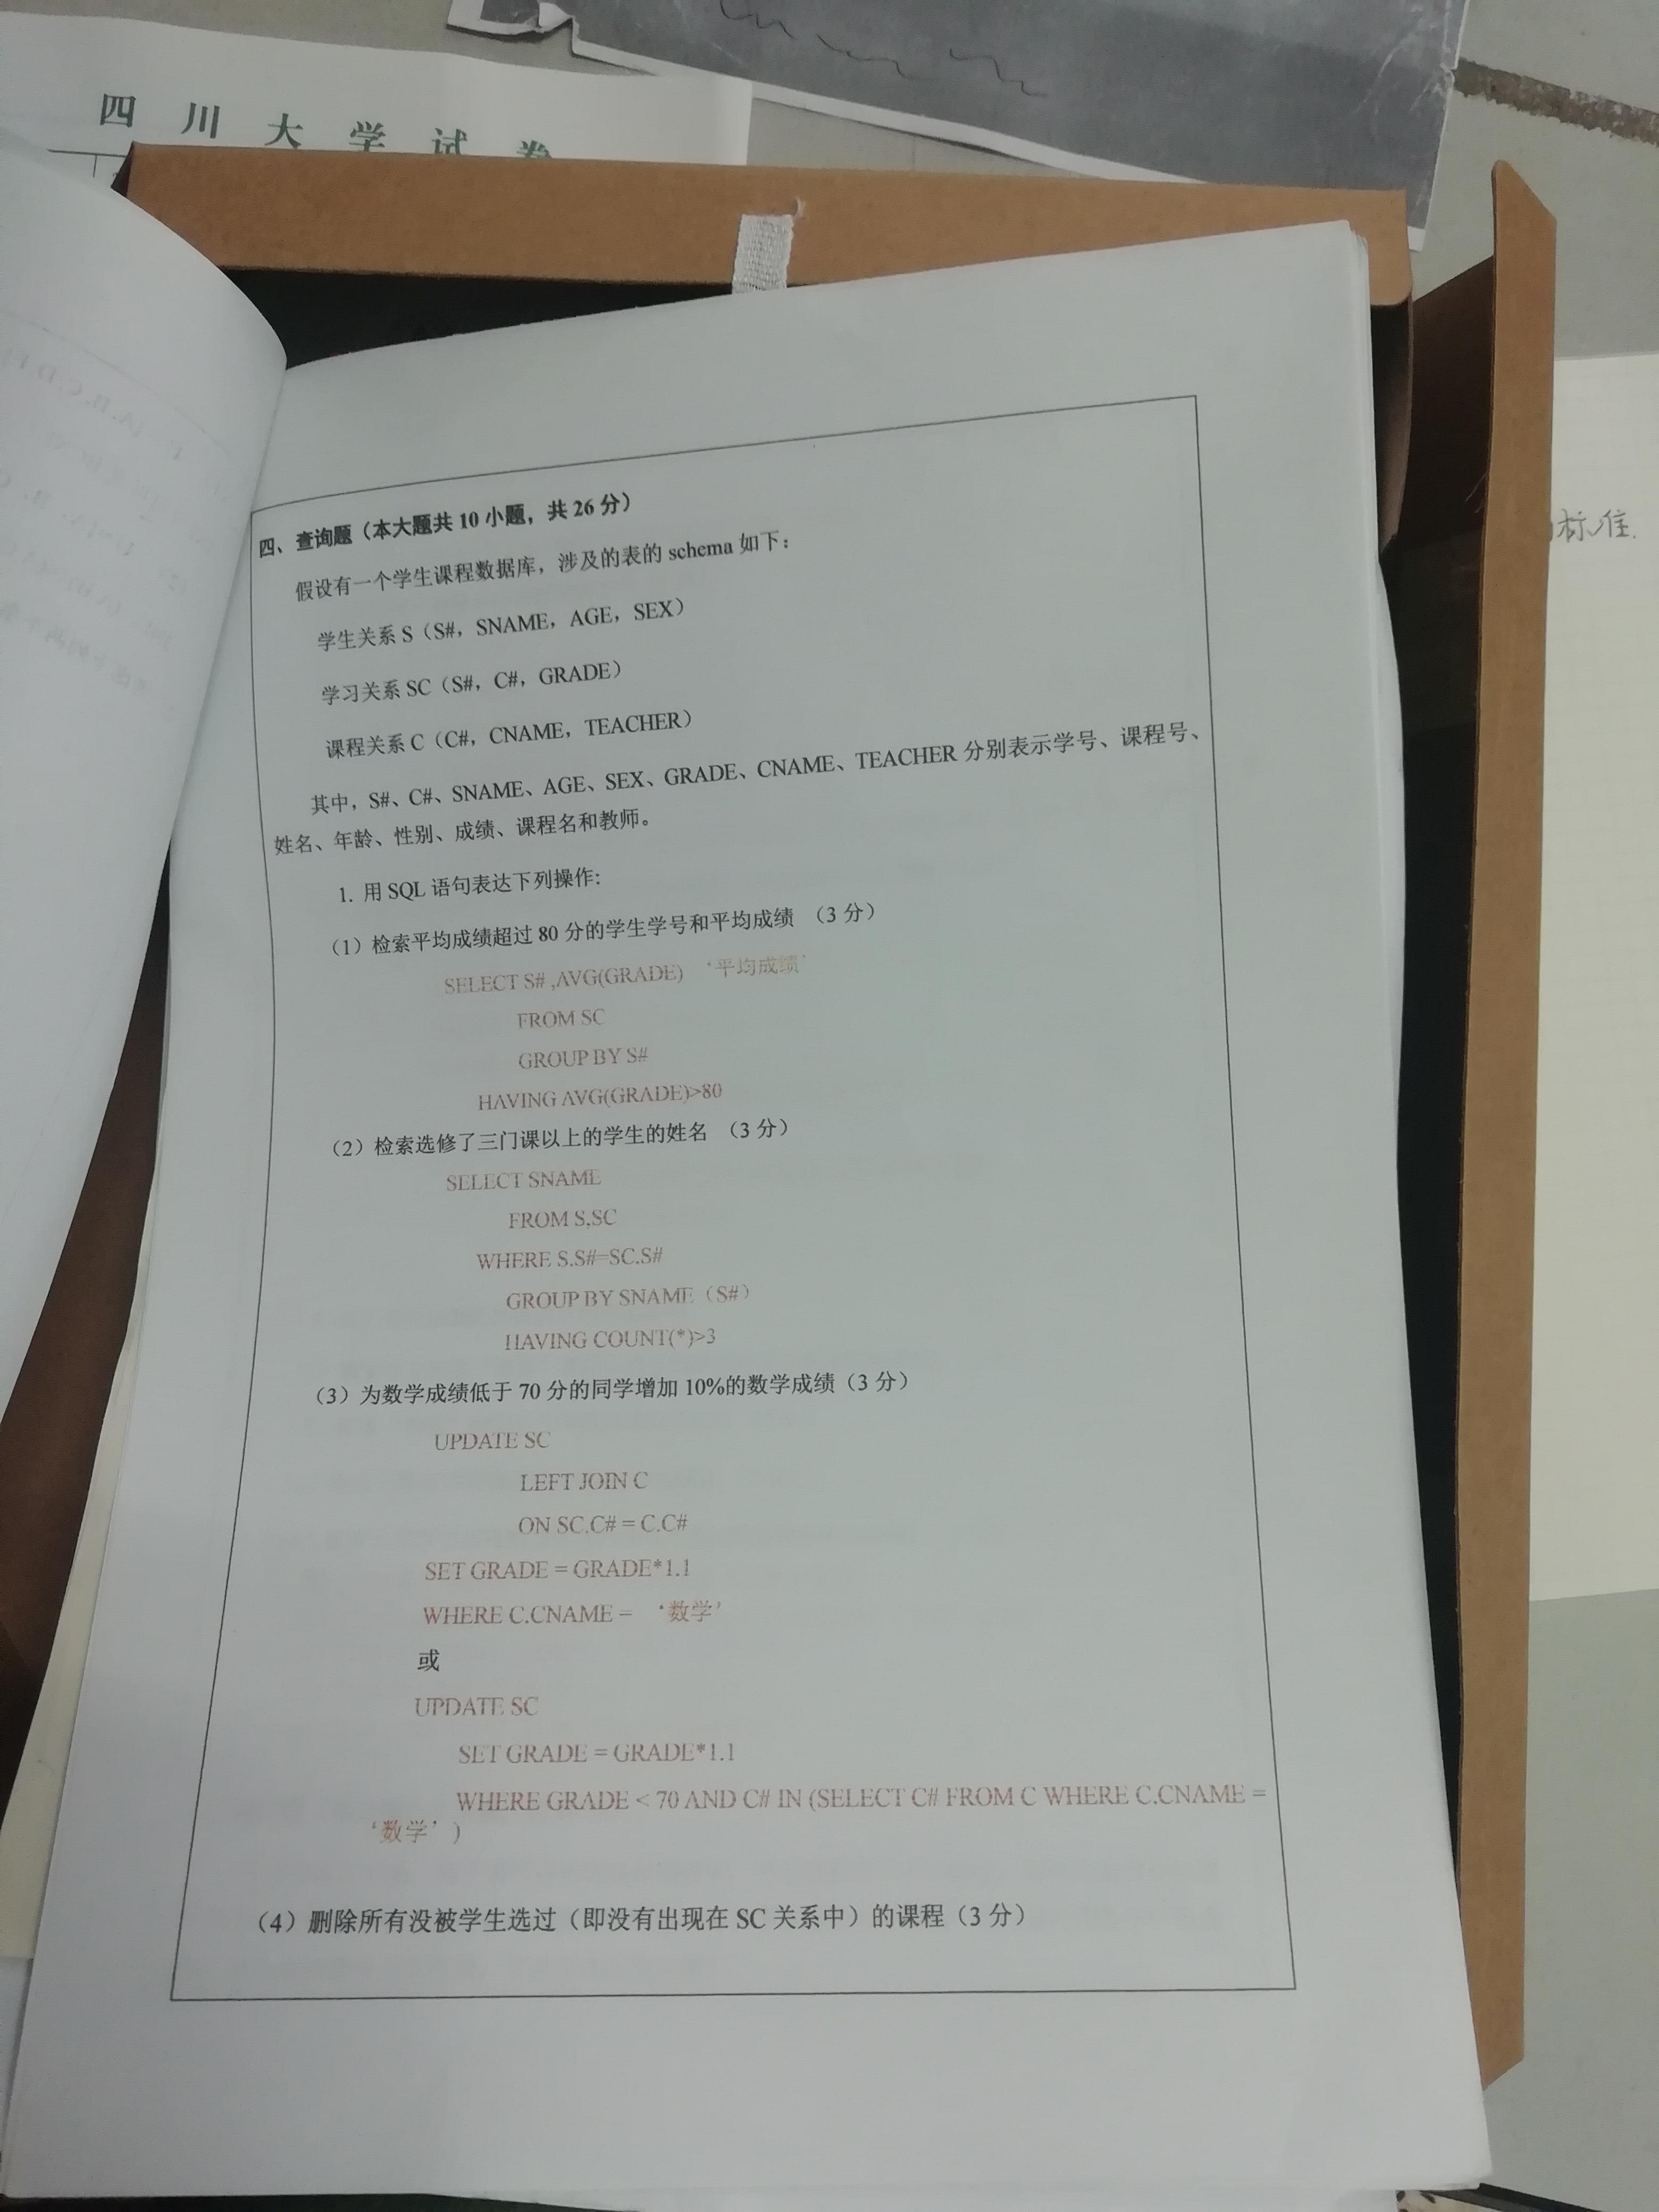 四川大学试卷
四、查询题（本大题共 10 小题，共 26 分）
假设有一个学生课程数据库，涉及的表的 schema 如下：
学生关系 S（S#，SNAME，AGE，SEX）
学习关系 SC（S#，C#，GRADE）
课程关系 C（C#，CNAME，TEACHER）
其中，S#、C#、SNAME、AGE、SEX、GRADE、CNAME、TEACHER 分别表示学号、课程号、
姓名、年龄、性别、成绩、课程名和教师。
1. 用 SQL 语句表达下列操作:
（1）检索平均成绩超过 80 分的学生学号和平均成绩 （3 分）
SELECT S# ,AVG(GRADE) ‘平均成绩’
FROM SC
GROUP BY S#
HAVING AVG(GRADE)>80
（2）检索选修了三门课以上的学生的姓名 （3 分）
SELECT SNAME
FROM S,SC
WHERE S.S#=SC.S#
GROUP BY SNAME（S#）
HAVING COUNT(*)>3
（3）为数学成绩低于 70 分的同学增加 10%的数学成绩（3 分）
UPDATE SC
LEFT JOIN C
ON SC.C# = C.C#
SET GRADE = GRADE*1.1
WHERE C.CNAME = ‘数学’
或
UPDATE SC
SET GRADE = GRADE*1.1
WHERE GRADE < 70 AND C# IN (SELECT C# FROM C WHERE C.CNAME =
‘数学’）
（4）删除所有没被学生选过（即没有出现在 SC 关系中）的课程（3 分）
标准.